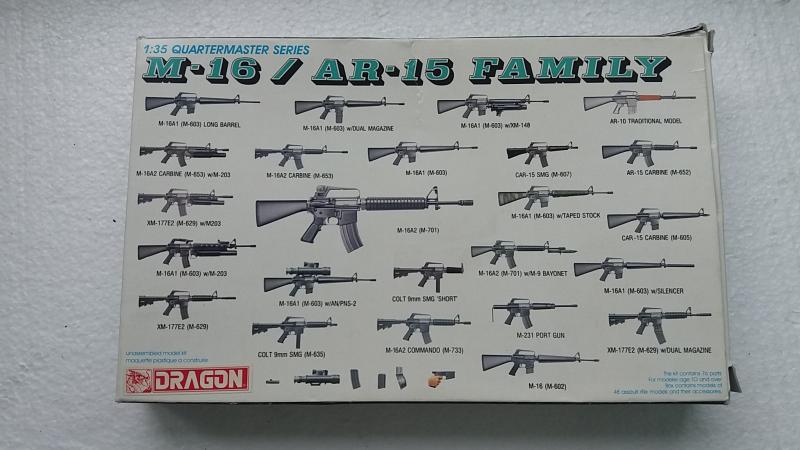 1:35 QUARTERMASTER SERIES
M-16 / AR-15 FAMILY
M-16A1 (M-603) LONG BARREL
M-16A1 (M-603) w/DUAL MAGAZINE
M-16A1 (M-603) w/XM-148
AR-10 TRADITIONAL MODEL
M-16A2 CARBINE (M-653) w/M-203
M-16A2 CARBINE (M-653)
M-16A1 (M-603)
CAR-15 SMG (M-607)
AR-15 CARBINE (M-652)
XM-177E2 (M-629) w/M203
M-16A2 (M-701)
M-16A1 (M-603) w/TAPED STOCK
CAR-15 CARBINE (M-605)
M-16A1 (M-603) w/M-203
M-16A1 (M-603) w/AN/PNS-2
COLT 9mm SMG 'SHORT'
M-16A2 (M-701) w/M-9 BAYONET
M-16A1 (M-603) w/SILENCER
XM-177E2 (M-629)
COLT 9mm SMG (M-635)
M-16A2 COMMANDO (M-733)
M-231 PORT GUN
XM-177E2 (M-629) w/DUAL MAGAZINE
M-16 (M-602)
unassembled model kit
maquette plastique a construire
DRAGON
The kit contains 76 parts
For modeler age 10 and over
Box contains models of
48 assault rifle models and their accessories.